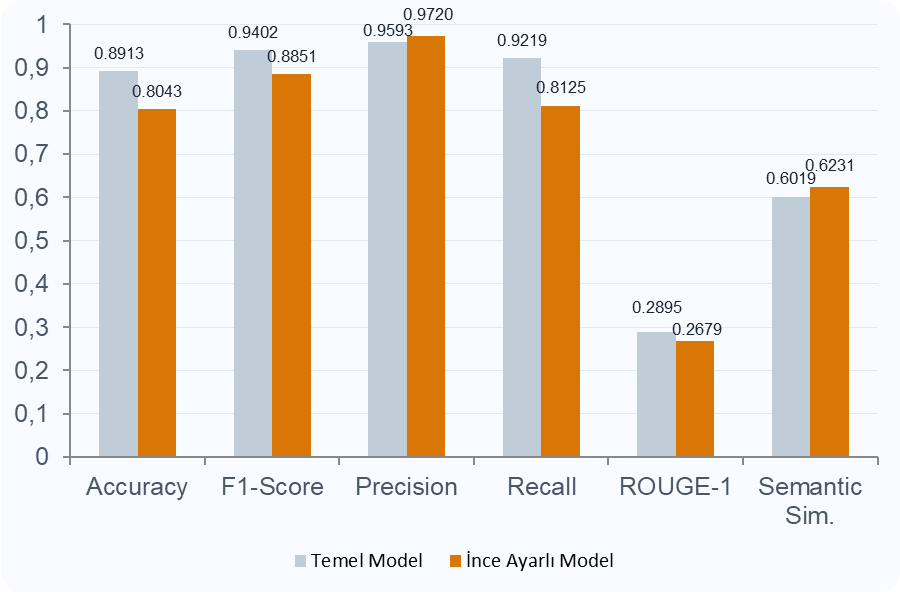 0.9720
1
0.9593
0.9402
0.9219
0.8913
0.8851
0,9
0.8043
0.8125
0,8
0,7
0.6231
0.6019
0,6
0,5
0,4
0,3
0.2895
0.2679
0,2
0,1
0
Accuracy
F1-Score
Precision
Recall
ROUGE-1
Semantic
Sim.
Temel Model
İnce Ayarlı Model